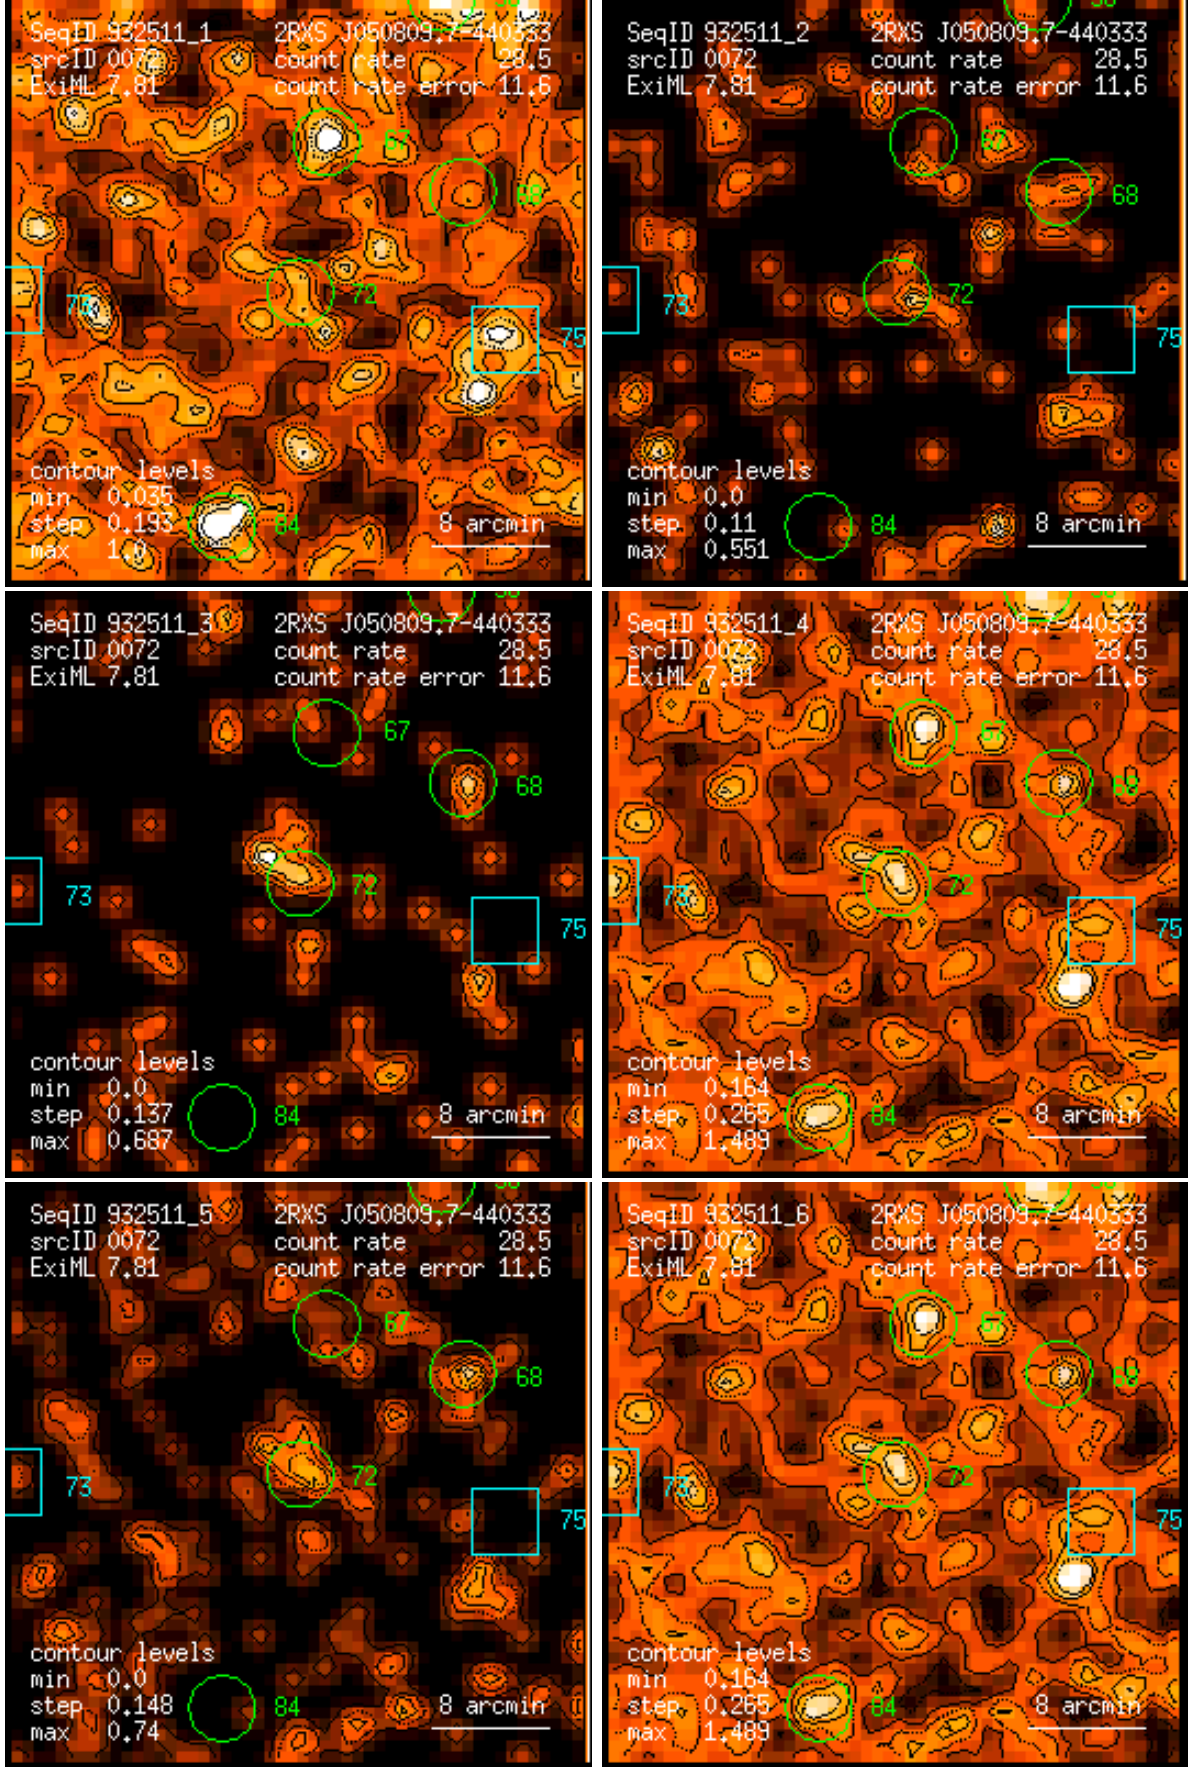 SeqID 932511_1 2RXS J050809.7-440333
srcID 0072 count rate 28.5
ExiML 7.81 count rate error 11.6
67
68
72
73
75
contour levels
min 0.035
step 0.193
max 1.0
84
8 arcmin
SeqID 932511_2 2RXS J050809.7-440333
srcID 0072 count rate 28.5
ExiML 7.81 count rate error 11.6
67
68
72
73
75
contour levels
min 0.0
step 0.11
max 0.551
84
8 arcmin
SeqID 932511_3 2RXS J050809.7-440333
srcID 0072 count rate 28.5
ExiML 7.81 count rate error 11.6
67
68
72
73
75
contour levels
min 0.0
step 0.137
max 0.687
84
8 arcmin
SeqID 932511_4 2RXS J050809.7-440333
srcID 0072 count rate 28.5
ExiML 7.81 count rate error 11.6
67
68
72
73
75
contour levels
min 0.164
step 0.265
max 1.489
84
8 arcmin
SeqID 932511_5 2RXS J050809.7-440333
srcID 0072 count rate 28.5
ExiML 7.81 count rate error 11.6
67
68
72
73
75
contour levels
min 0.0
step 0.148
max 0.74
84
8 arcmin
SeqID 932511_6 2RXS J050809.7-440333
srcID 0072 count rate 28.5
ExiML 7.81 count rate error 11.6
67
68
72
73
75
contour levels
min 0.164
step 0.265
max 1.489
84
8 arcmin